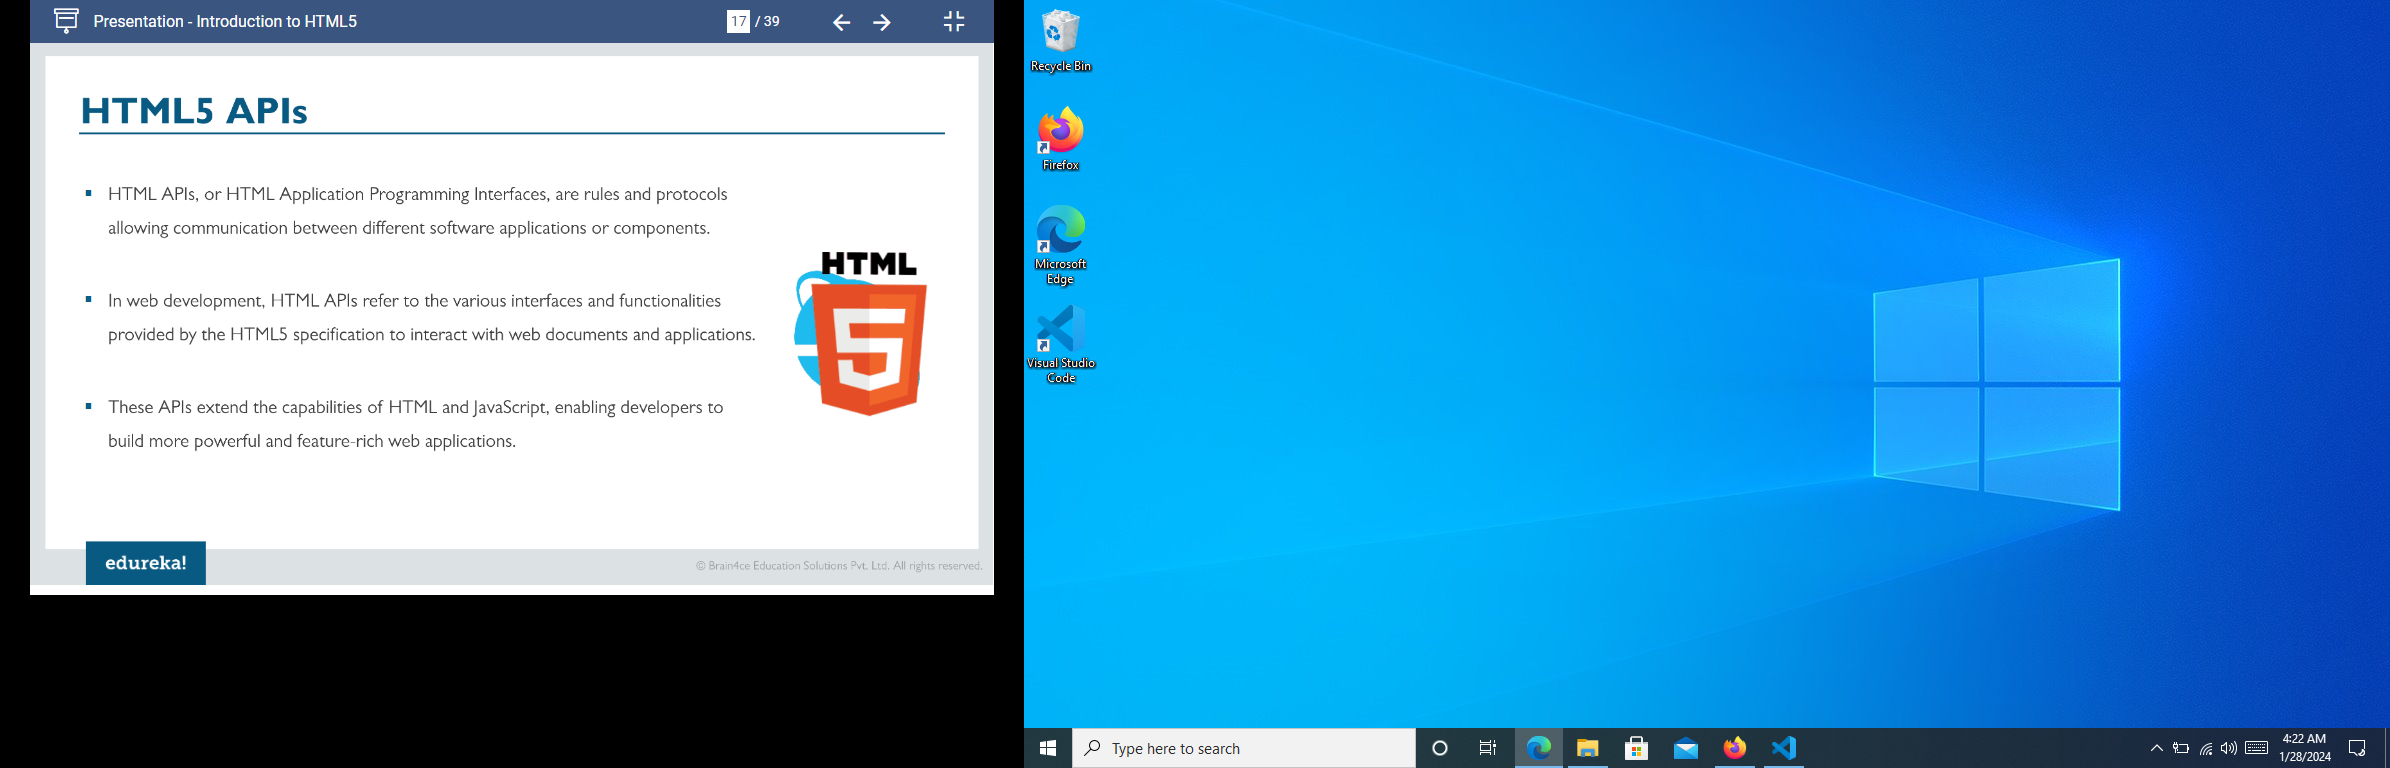 Presentation - Introduction to HTML5
17 / 39
HTML5 APIs
HTML APIs, or HTML Application Programming Interfaces, are rules and protocols
allowing communication between different software applications or components.
In web development, HTML APIs refer to the various interfaces and functionalities
provided by the HTML5 specification to interact with web documents and applications.
These APIs extend the capabilities of HTML and JavaScript, enabling developers to
build more powerful and feature-rich web applications.
HTML
5
edureka!
© Brain4ce Education Solutions Pvt. Ltd. All rights reserved.
Recycle Bin
Firefox
Microsoft
Edge
Visual Studio
Code
Type here to search
4:22 AM
1/28/2024